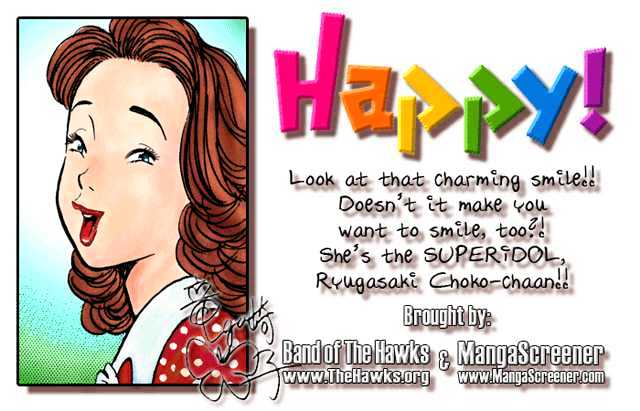 Happy!
Look at that charming smile!!
Doesn't it make you
want to smile, too?!
She's the SUPERiDOL,
Ryugasaki Choko-chaan!!
Brought by:
Band of The Hawks & MangaScreener
www.TheHawks.org www.MangaScreener.com